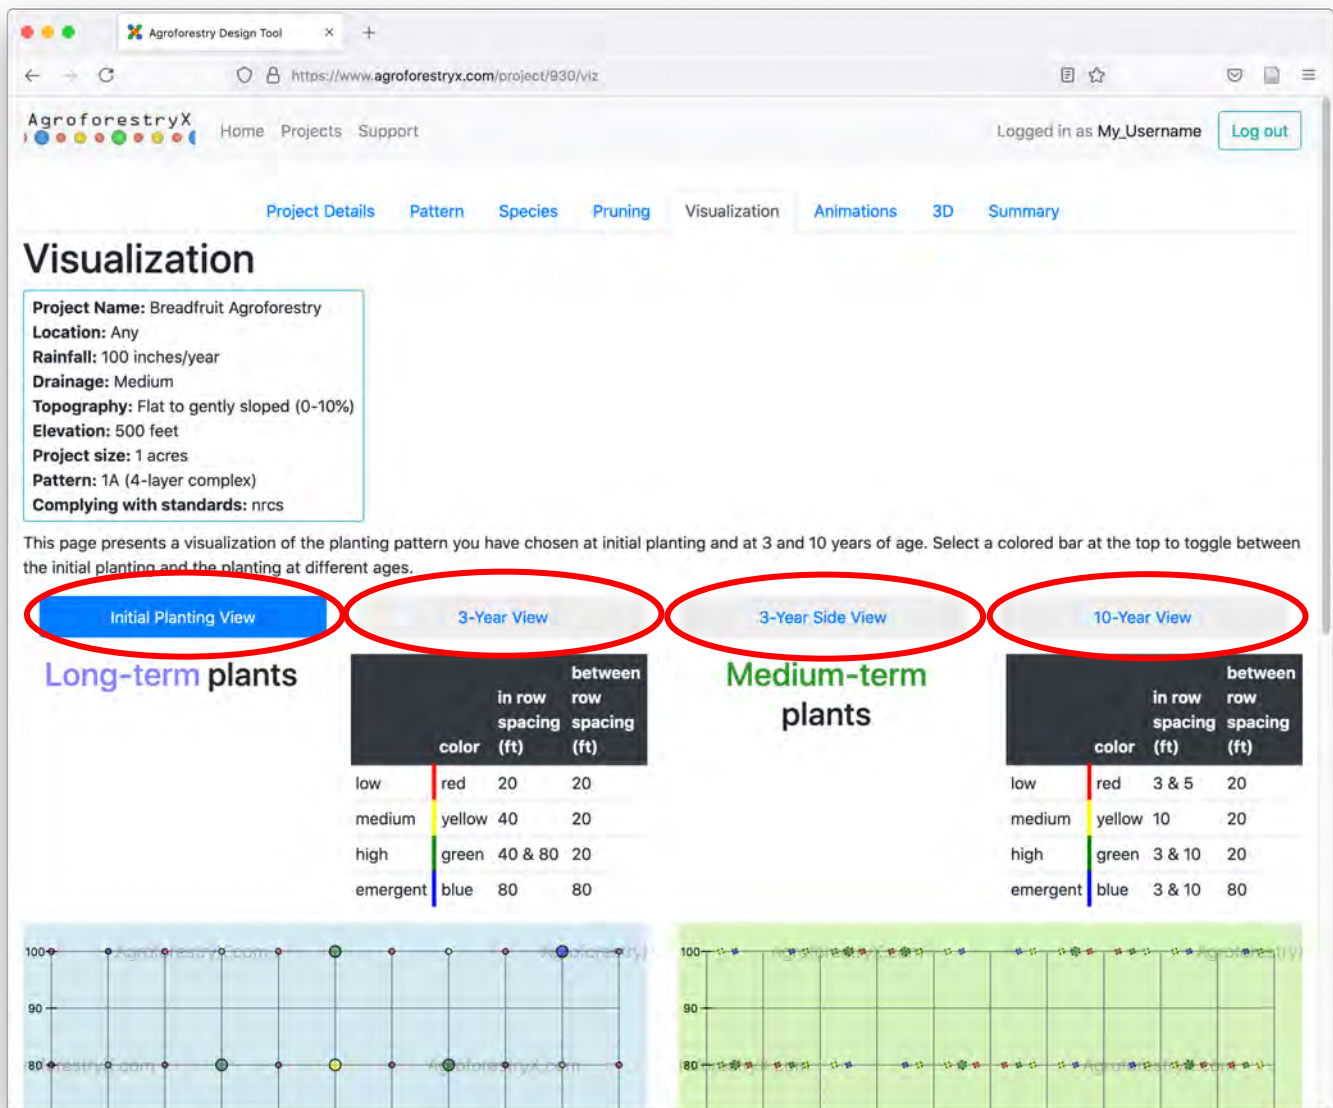 Agroforestry Design Tool
https://www.agroforestryx.com/project/930/viz
AgroforestryX
Home Projects Support
Logged in as My_Username
Log out
Project Details Pattern Species Pruning Visualization Animations 3D Summary
Visualization
Project Name: Breadfruit Agroforestry
Location: Any
Rainfall: 100 inches/year
Drainage: Medium
Topography: Flat to gently sloped (0-10%)
Elevation: 500 feet
Project size: 1 acres
Pattern: 1A (4-layer complex)
Complying with standards: nrcs
This page presents a visualization of the planting pattern you have chosen at initial planting and at 3 and 10 years of age. Select a colored bar at the top to toggle between
the initial planting and the planting at different ages.
Initial Planting View 3-Year View 3-Year Side View 10-Year View
Long-term plants
color in row spacing (ft) between row spacing (ft)
low red 20 20
medium yellow 40 20
high green 40 & 80 20
emergent blue 80 80
Medium-term
plants
color in row spacing (ft) between row spacing (ft)
low red 3 & 5 20
medium yellow 10 20
high green 3 & 10 20
emergent blue 3 & 10 80
100
90
80
100
90
80